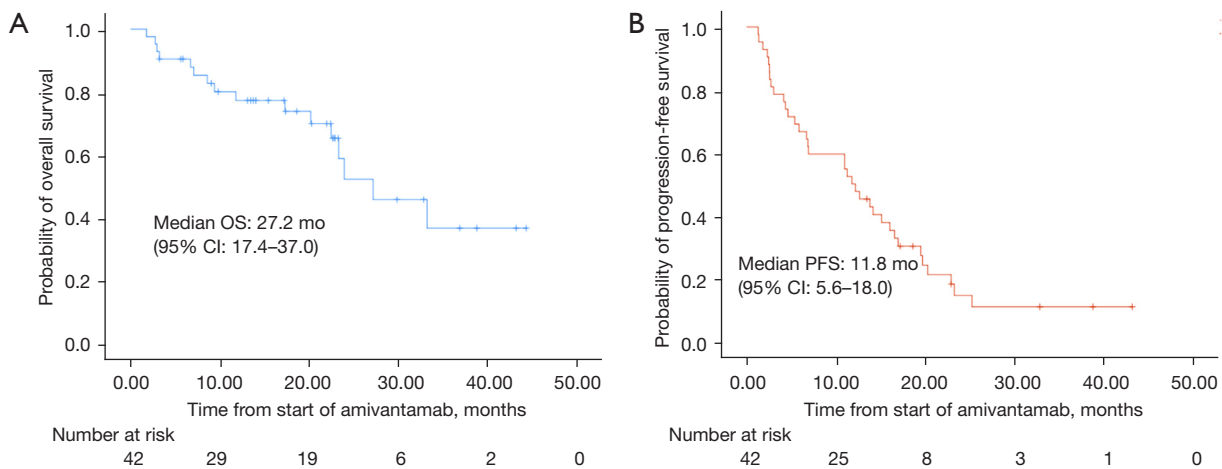 A
Probability of overall survival
1.0
0.8
0.6
0.4
0.2
0.0
Median OS: 27.2 mo
(95% CI: 17.4–37.0)
0.00 10.00 20.00 30.00 40.00 50.00
Time from start of amivantamab, months
Number at risk
42 29 19 6 2 0
B
Probability of progression-free survival
1.0
0.8
0.6
0.4
0.2
0.0
Median PFS: 11.8 mo
(95% CI: 5.6–18.0)
0.00 10.00 20.00 30.00 40.00 50.00
Time from start of amivantamab, months
Number at risk
42 25 8 3 1 0